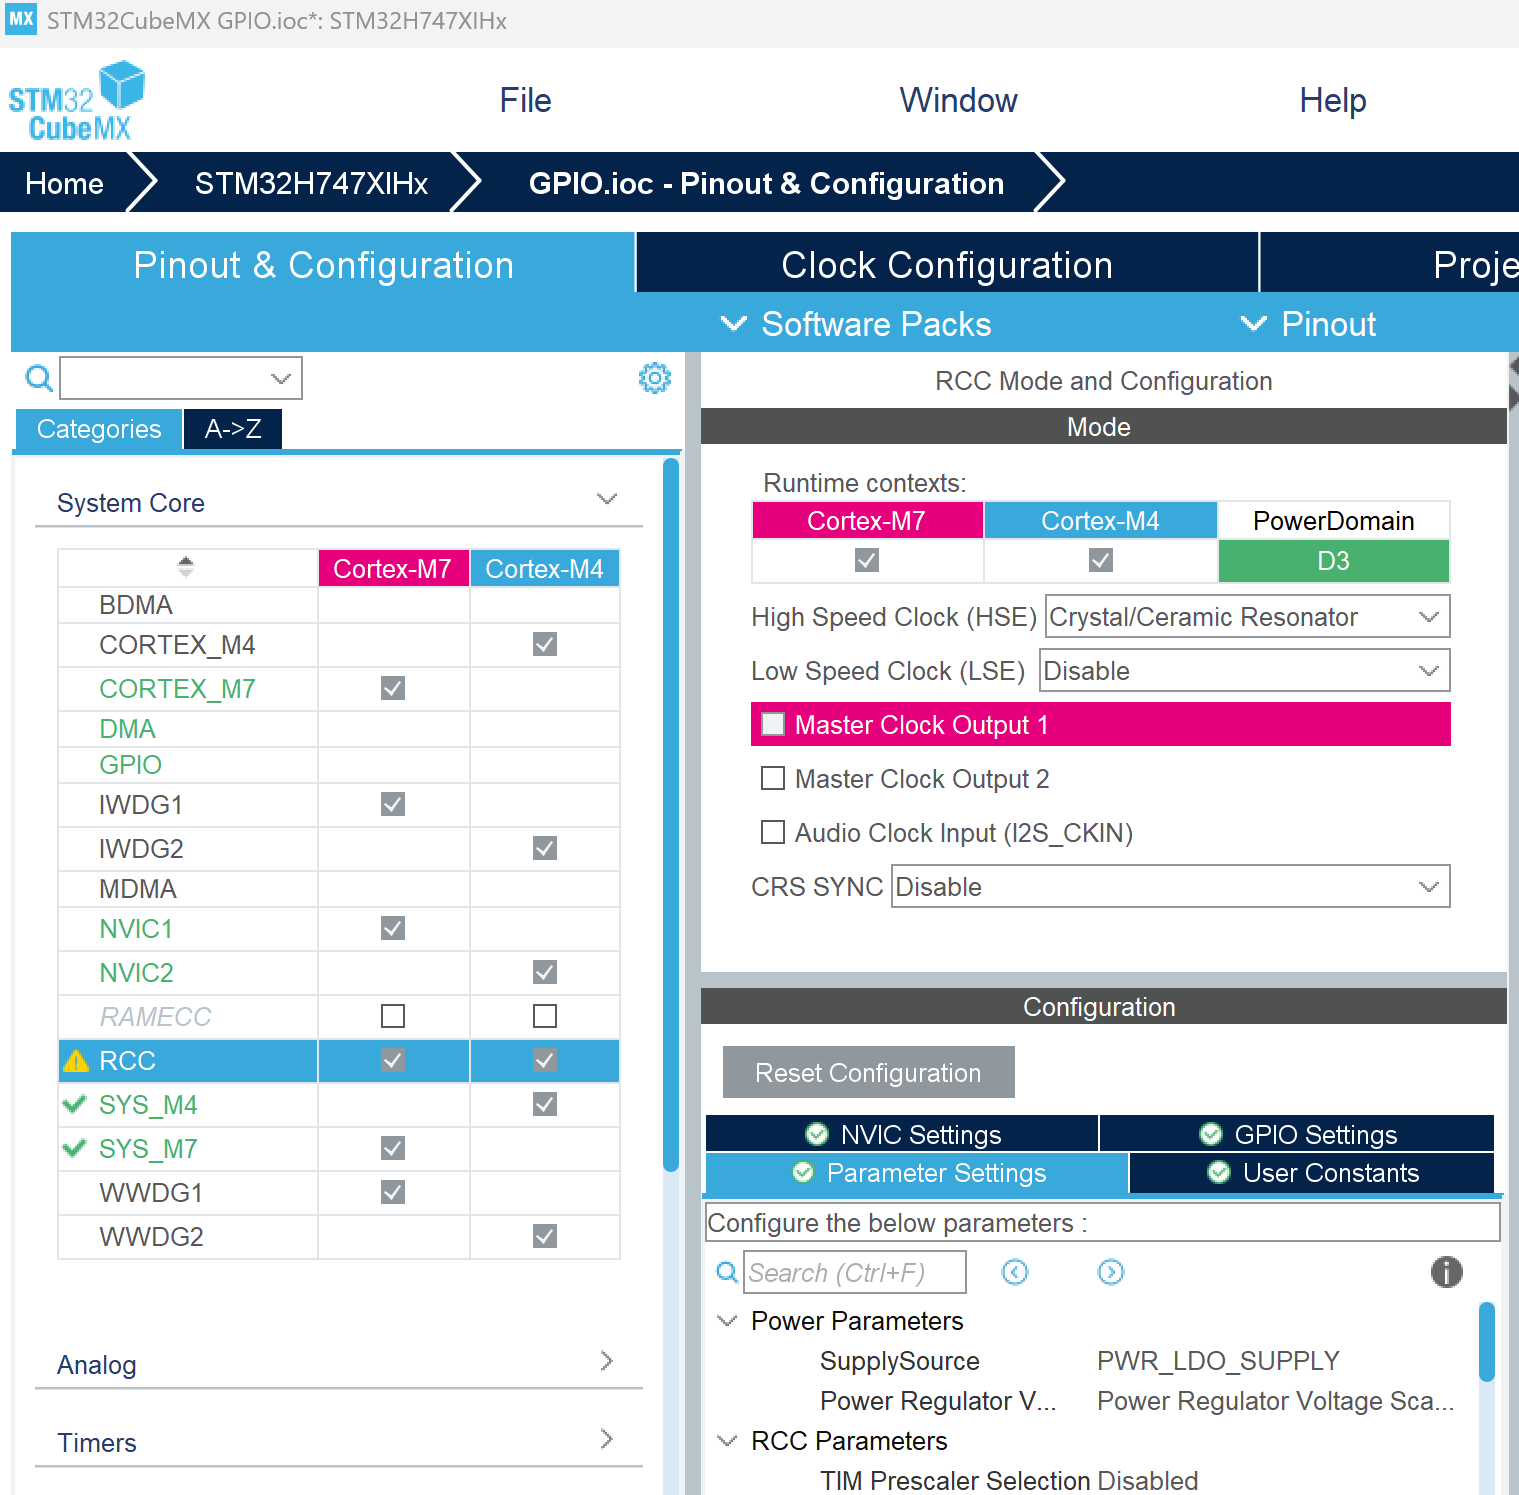 MX STM32CubeMX GPIO.ioc*: STM32H747XIHx
STM32
CubeMX
File Window Help
Home STM32H747XIHx GPIO.ioc - Pinout & Configuration
Pinout & Configuration Clock Configuration Proje
Software Packs Pinout
Categories A->Z
System Core
Cortex-M7 Cortex-M4
BDMA
CORTEX_M4
CORTEX_M7
DMA
GPIO
IWDG1
IWDG2
MDMA
NVIC1
NVIC2
RAMECC
RCC
SYS_M4
SYS_M7
WWDG1
WWDG2
Analog
Timers
RCC Mode and Configuration
Mode
Runtime contexts:
Cortex-M7 Cortex-M4 PowerDomain
D3
High Speed Clock (HSE) Crystal/Ceramic Resonator
Low Speed Clock (LSE) Disable
Master Clock Output 1
Master Clock Output 2
Audio Clock Input (I2S_CKIN)
CRS SYNC Disable
Configuration
Reset Configuration
NVIC Settings GPIO Settings
Parameter Settings User Constants
Configure the below parameters :
Search (Ctrl+F)
Power Parameters
SupplySource PWR_LDO_SUPPLY
Power Regulator V... Power Regulator Voltage Sca...
RCC Parameters
TIM Prescaler Selection Disabled